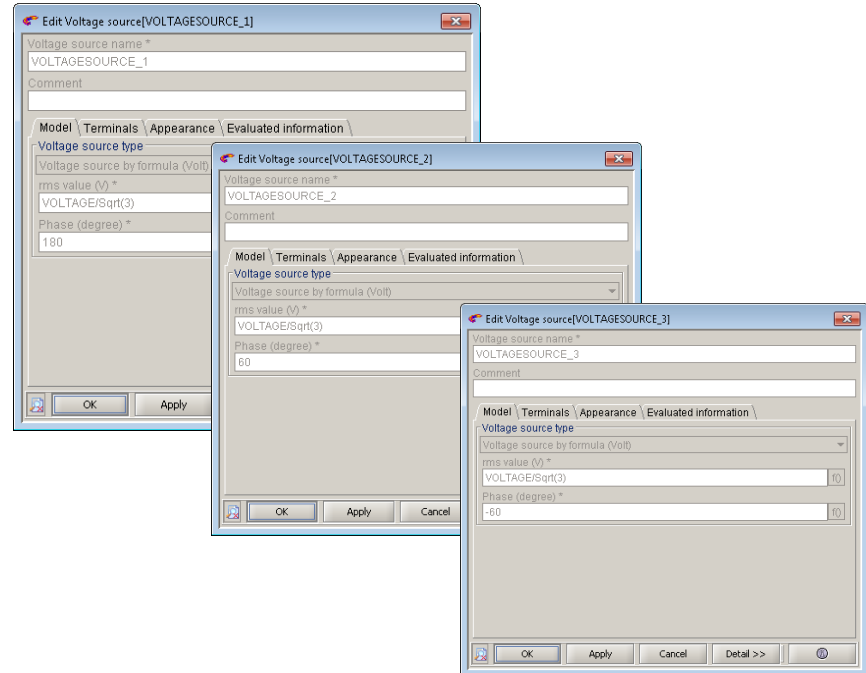 Edit Voltage source[VOLTAGESOURCE_1]
Voltage source name *
VOLTAGESOURCE_1
Comment
Model Terminals Appearance Evaluated information
Voltage source type
Voltage source by formula (Volt)
rms value (V) *
VOLTAGE/Sqrt(3)
Phase (degree) *
180
OK Apply
Edit Voltage source[VOLTAGESOURCE_2]
Voltage source name *
VOLTAGESOURCE_2
Comment
Model Terminals Appearance Evaluated information
Voltage source type
Voltage source by formula (Volt)
rms value (V) *
VOLTAGE/Sqrt(3)
Phase (degree) *
60
OK Apply Cancel
Edit Voltage source[VOLTAGESOURCE_3]
Voltage source name *
VOLTAGESOURCE_3
Comment
Model Terminals Appearance Evaluated information
Voltage source type
Voltage source by formula (Volt)
rms value (V) *
VOLTAGE/Sqrt(3) f()
Phase (degree) *
-60 f()
OK Apply Cancel Detail >>